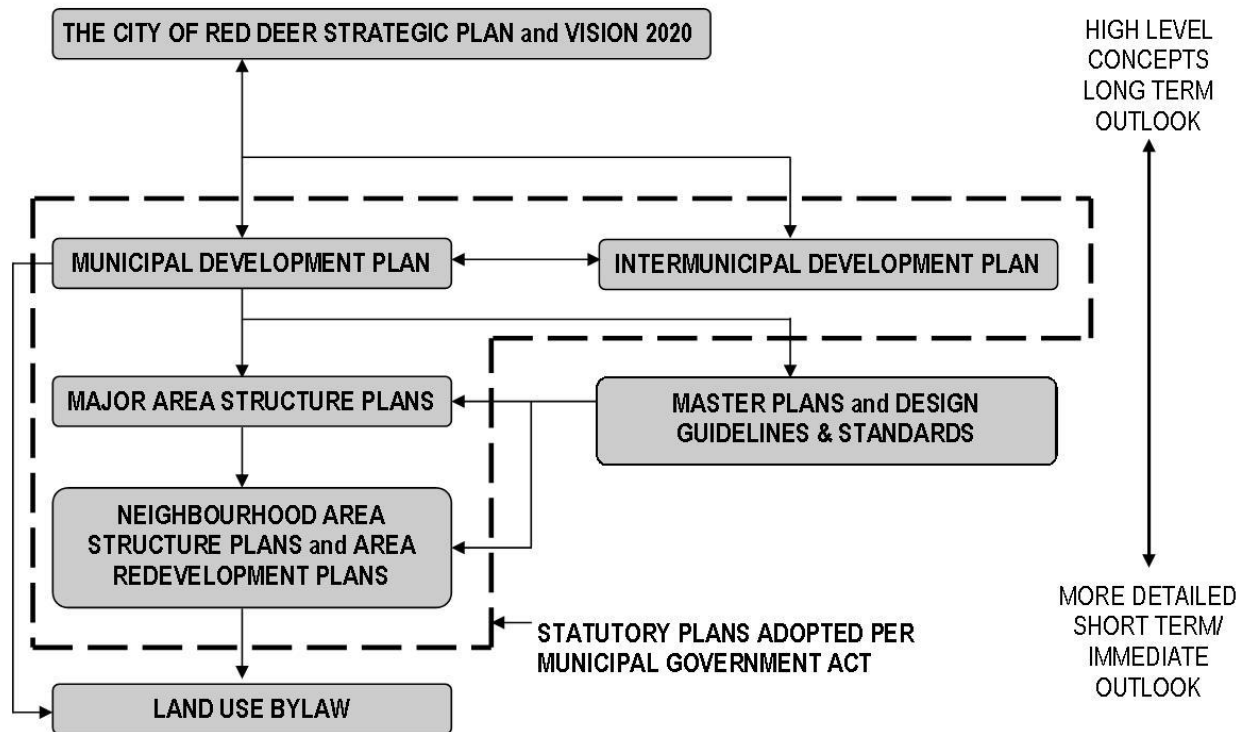 THE CITY OF RED DEER STRATEGIC PLAN and VISION 2020
HIGH LEVEL
CONCEPTS
LONG TERM
OUTLOOK
MUNICIPAL DEVELOPMENT PLAN
INTERMUNICIPAL DEVELOPMENT PLAN
MAJOR AREA STRUCTURE PLANS
MASTER PLANS and DESIGN
GUIDELINES & STANDARDS
NEIGHBOURHOOD AREA
STRUCTURE PLANS and AREA
REDEVELOPMENT PLANS
STATUTORY PLANS ADOPTED PER
MUNICIPAL GOVERNMENT ACT
MORE DETAILED
SHORT TERM/
IMMEDIATE
OUTLOOK
LAND USE BYLAW